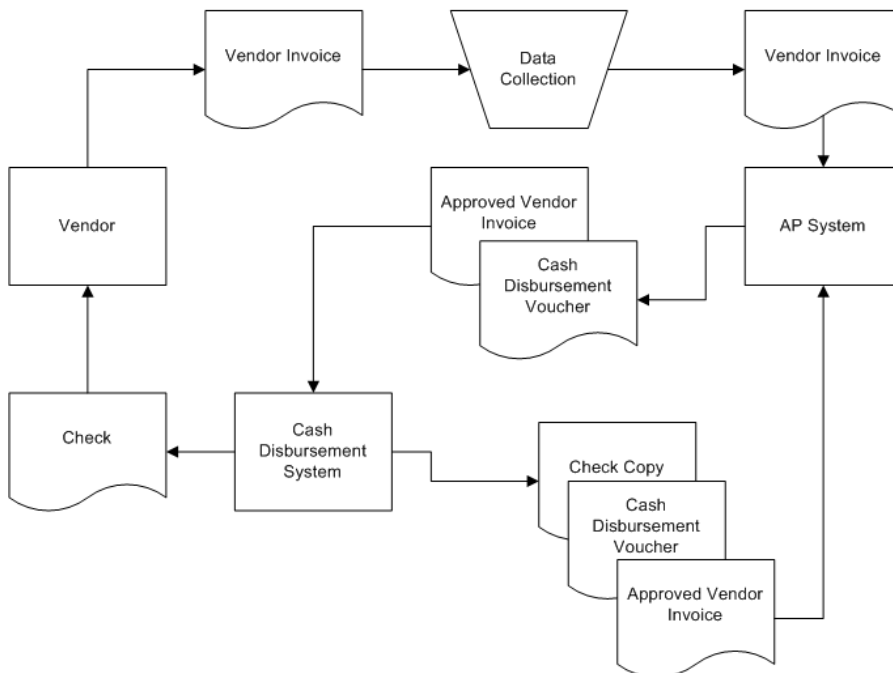 Vendor Invoice
Data
Collection
Vendor Invoice
Vendor
Approved Vendor
Invoice
Cash
Disbursement
Voucher
AP System
Check
Cash
Disbursement
System
Check Copy
Cash
Disbursement
Voucher
Approved Vendor
Invoice